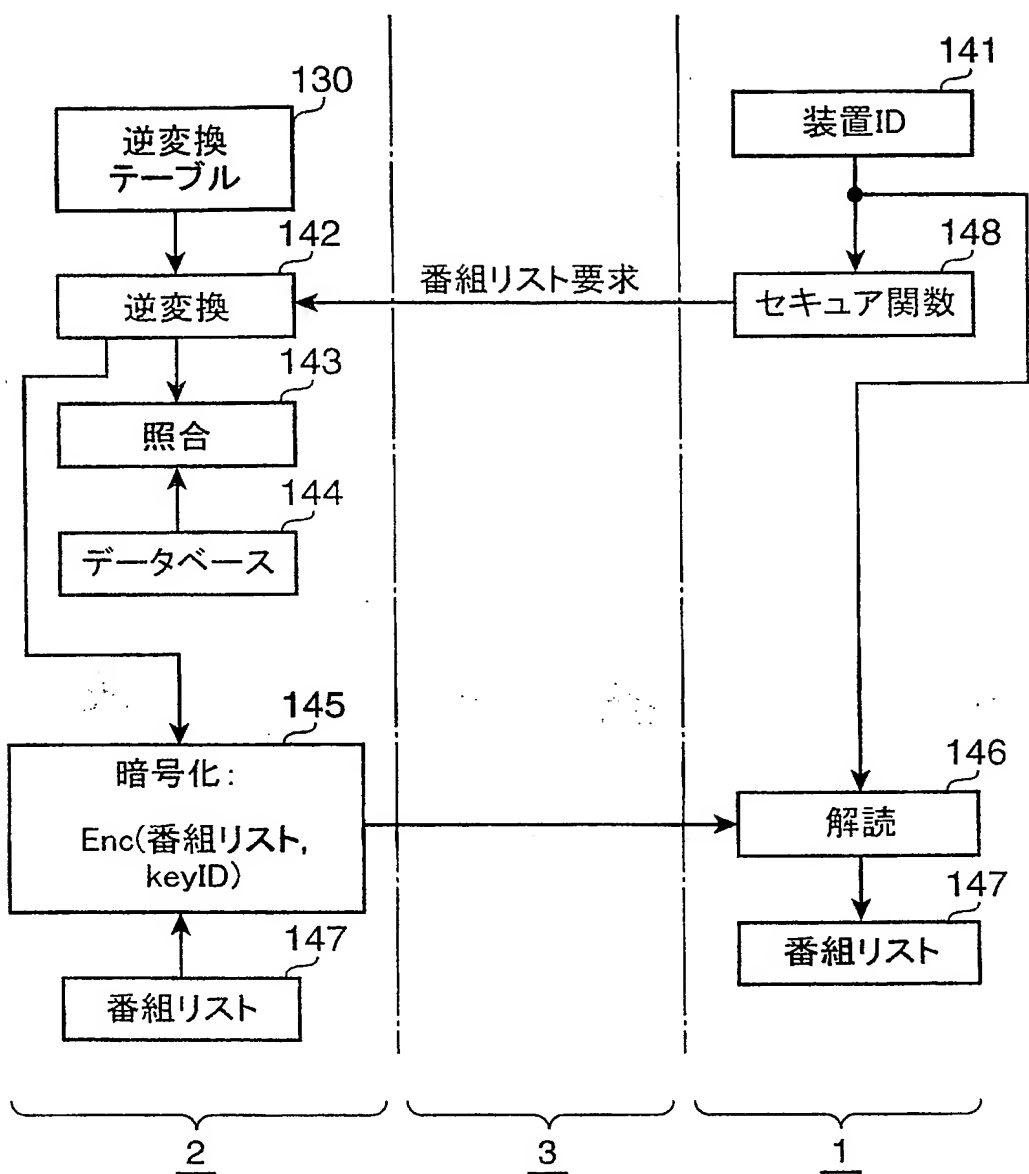 130
逆変換
テーブル
142
逆変換
143
照合
144
データベース
145
暗号化:
Enc(番組リスト,
keyID)
147
番組リスト
番組リスト要求
141
装置ID
148
セキュア関数
146
解読
147
番組リスト
2
3
1